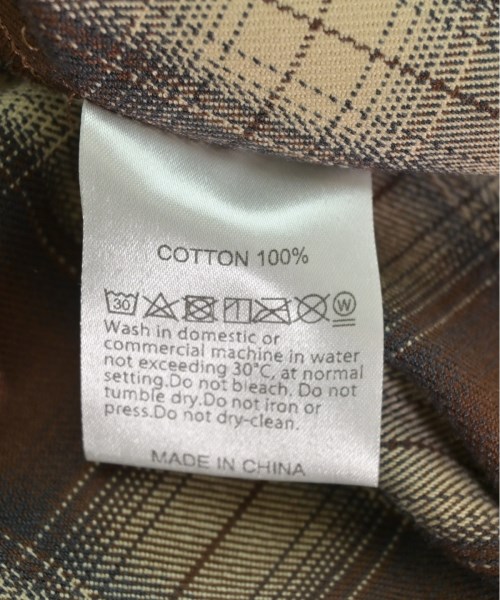 COTTON 100%
30 W
Wash in domestic or
commercial machine in water
not exceeding 30°C, at normal
setting.Do not bleach. Do not
tumble dry.Do not iron or
press.Do not dry-clean.
MADE IN CHINA